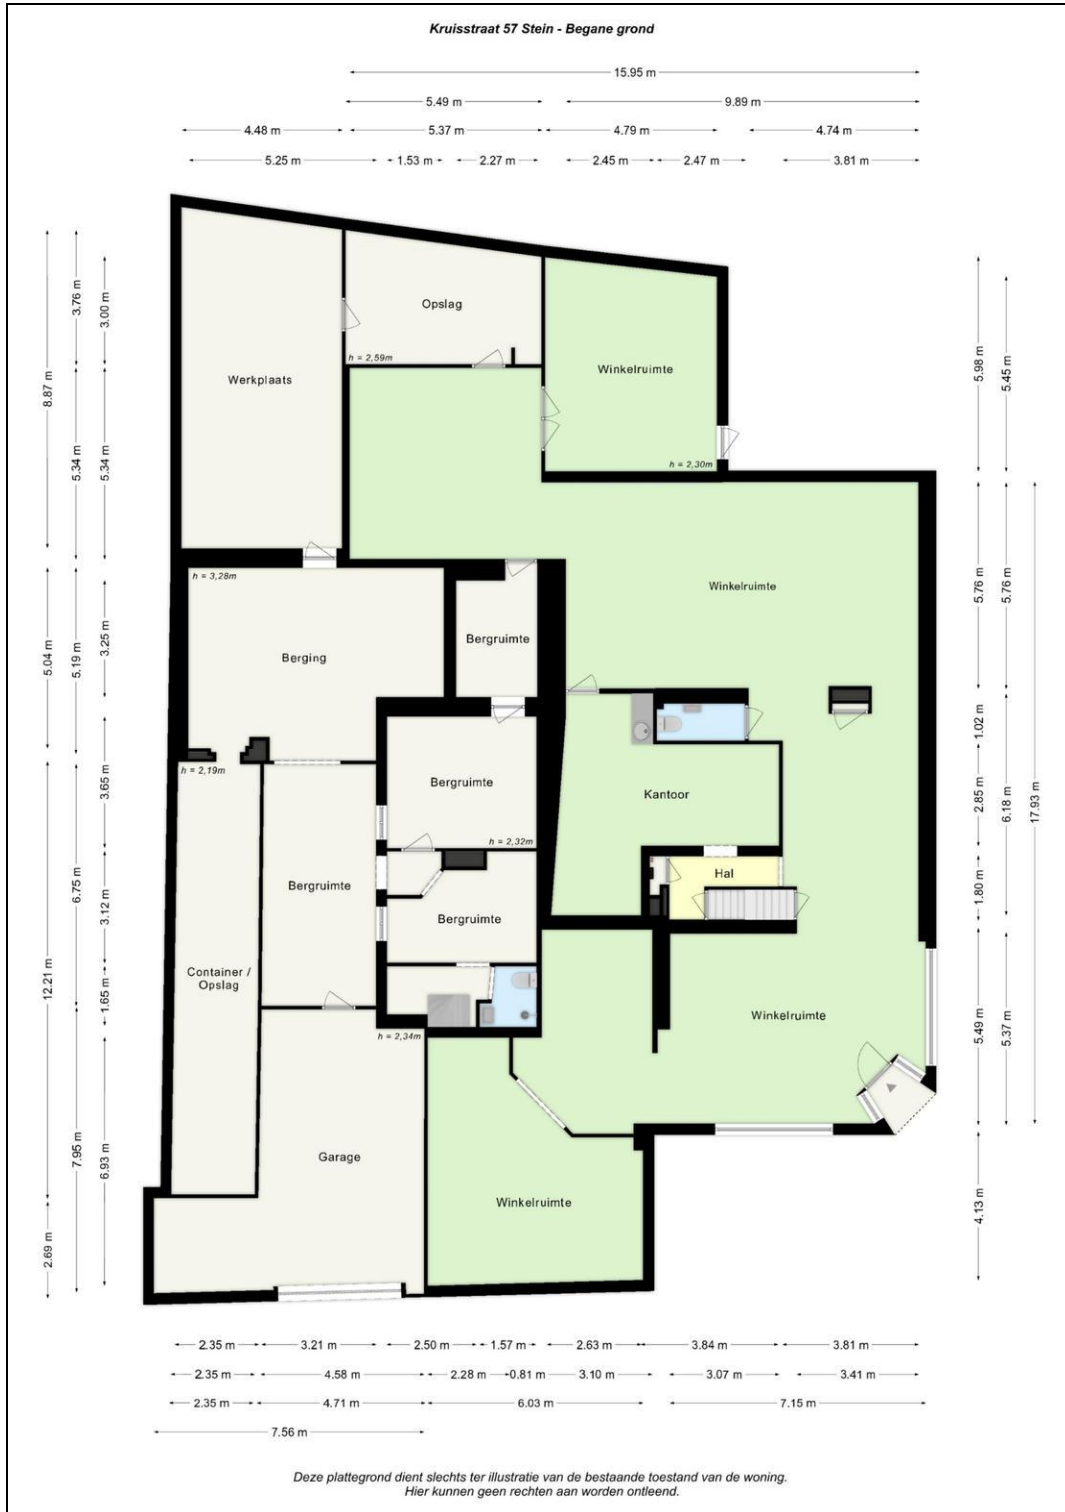 Kruisstraat 57 Stein - Begane grond
15.95 m
5.49 m
9.89 m
4.48 m
5.37 m
4.79 m
4.74 m
5.25 m
1.53 m
2.27 m
2.45 m
2.47 m
3.81 m
8.87 m
5.04 m
12.21 m
2.69 m
3.76 m
5.34 m
5.19 m
6.75 m
7.95 m
3.00 m
5.34 m
3.25 m
3.65 m
3.12 m
1.65 m
6.93 m
Opslag
h = 2,59m
Werkplaats
Winkelruimte
h = 2,30m
h = 3,28m
Winkelruimte
Bergruimte
Berging
h = 2,19m
Bergruimte
h = 2,32m
Kantoor
Hal
Bergruimte
Bergruimte
Container /
Opslag
Winkelruimte
h = 2,34m
Garage
Winkelruimte
5.98 m
5.76 m
1.02 m
2.85 m
1.80 m
5.49 m
4.13 m
5.45 m
5.76 m
6.18 m
5.37 m
17.93 m
2.35 m
3.21 m
2.50 m
1.57 m
2.63 m
3.84 m
3.81 m
2.35 m
4.58 m
2.28 m
0.81 m
3.10 m
3.07 m
3.41 m
2.35 m
4.71 m
6.03 m
7.15 m
7.56 m
Deze plattegrond dient slechts ter illustratie van de bestaande toestand van de woning.
Hier kunnen geen rechten aan worden ontleend.